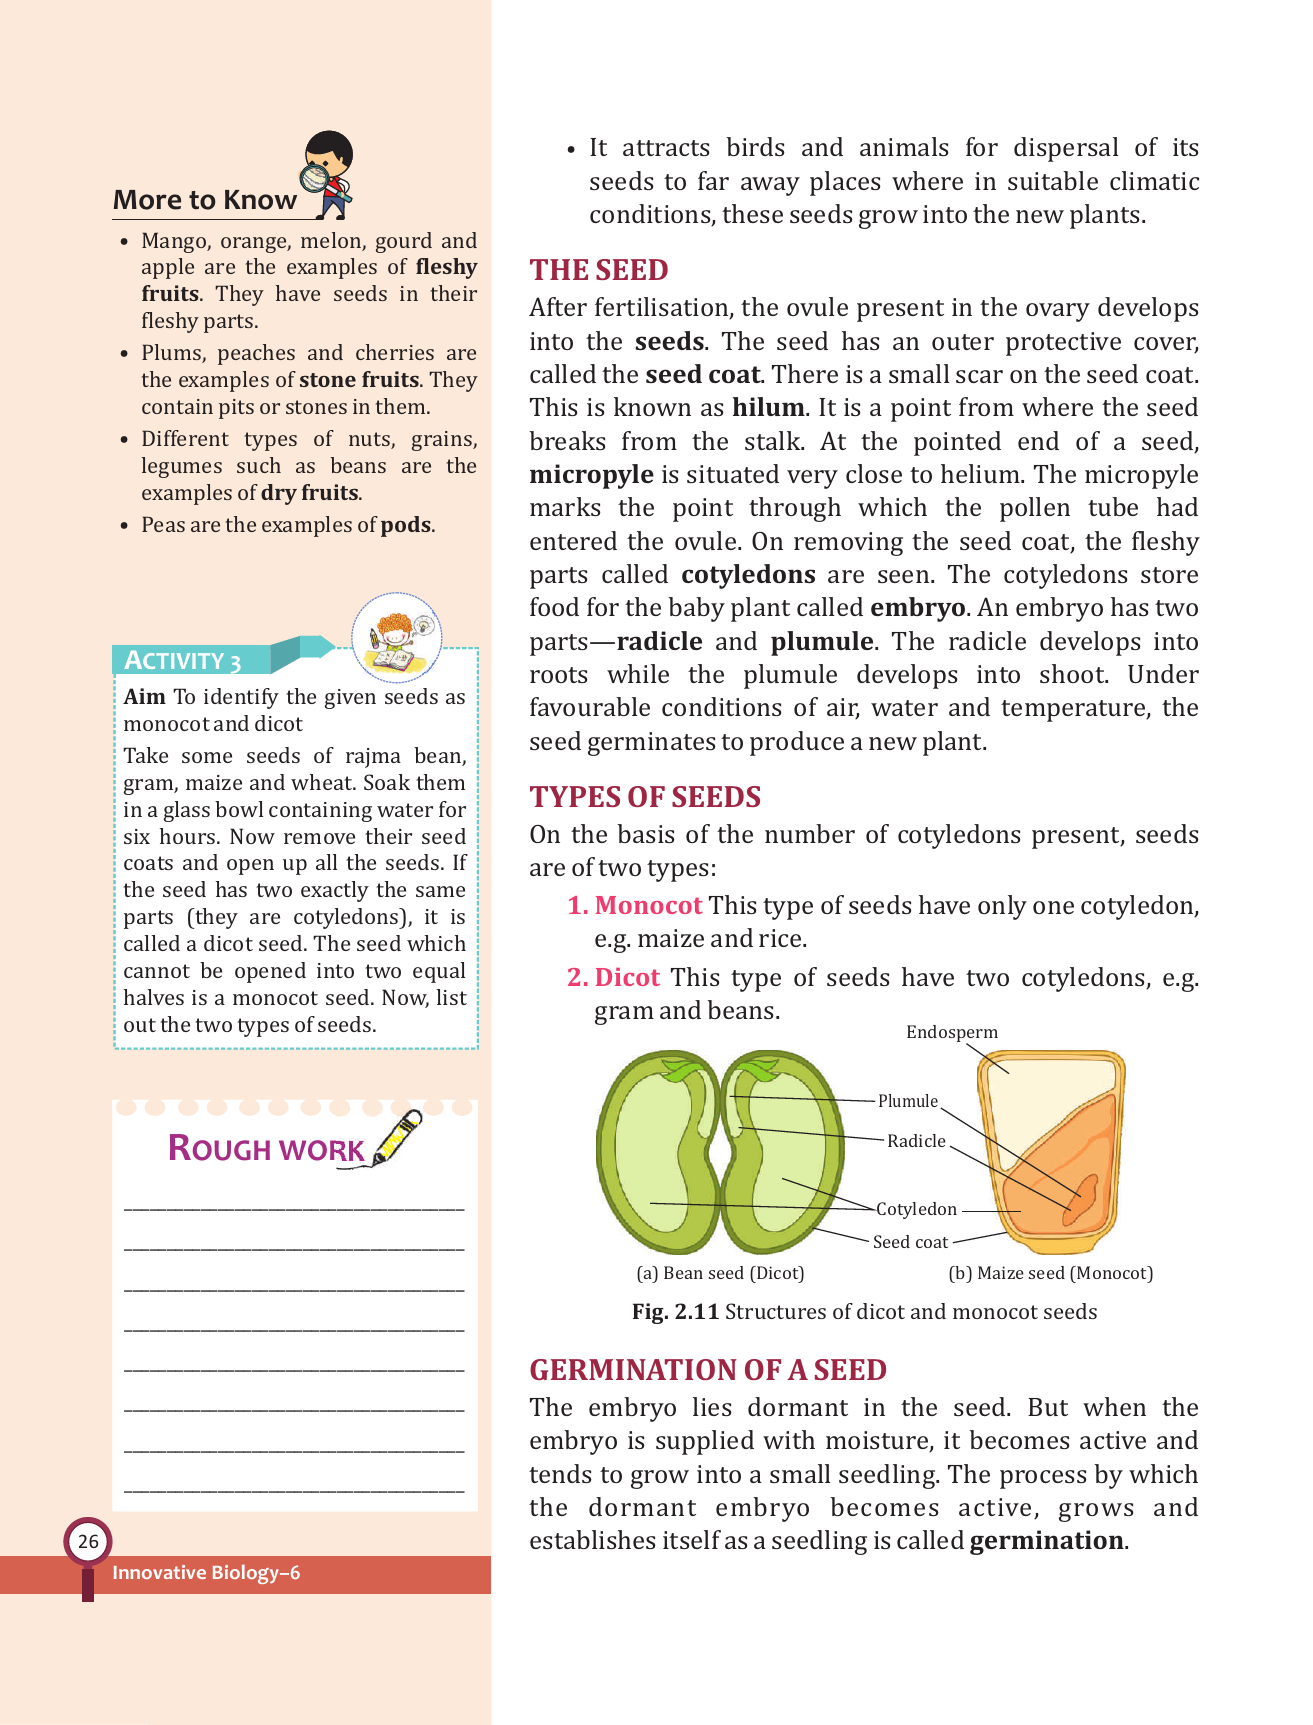 More to Know
• Mango, orange, melon, gourd and
apple are the examples of fleshy
fruits. They have seeds in their
fleshy parts.
• Plums, peaches and cherries are
the examples of stone fruits. They
contain pits or stones in them.
• Different types of nuts, grains,
legumes such as beans are the
examples of dry fruits.
• Peas are the examples of pods.
ACTIVITY 3
Aim To identify the given seeds as
monocot and dicot
Take some seeds of rajma bean,
gram, maize and wheat. Soak them
in a glass bowl containing water for
six hours. Now remove their seed
coats and open up all the seeds. If
the seed has two exactly the same
parts (they are cotyledons), it is
called a dicot seed. The seed which
cannot be opened into two equal
halves is a monocot seed. Now, list
out the two types of seeds.
ROUGH WORK
• It attracts birds and animals for dispersal of its
seeds to far away places where in suitable climatic
conditions, these seeds grow into the new plants.
THE SEED
After fertilisation, the ovule present in the ovary develops
into the seeds. The seed has an outer protective cover,
called the seed coat. There is a small scar on the seed coat.
This is known as hilum. It is a point from where the seed
breaks from the stalk. At the pointed end of a seed,
micropyle is situated very close to helium. The micropyle
marks the point through which the pollen tube had
entered the ovule. On removing the seed coat, the fleshy
parts called cotyledons are seen. The cotyledons store
food for the baby plant called embryo. An embryo has two
parts—radicle and plumule. The radicle develops into
roots while the plumule develops into shoot. Under
favourable conditions of air, water and temperature, the
seed germinates to produce a new plant.
TYPES OF SEEDS
On the basis of the number of cotyledons present, seeds
are of two types:
1. Monocot This type of seeds have only one cotyledon,
e.g. maize and rice.
2. Dicot This type of seeds have two cotyledons, e.g.
gram and beans.
Endosperm
Plumule
Radicle
Cotyledon
Seed coat
(a) Bean seed (Dicot)
(b) Maize seed (Monocot)
Fig. 2.11 Structures of dicot and monocot seeds
GERMINATION OF A SEED
The embryo lies dormant in the seed. But when the
embryo is supplied with moisture, it becomes active and
tends to grow into a small seedling. The process by which
the dormant embryo becomes active, grows and
establishes itself as a seedling is called germination.
26
Innovative Biology–6